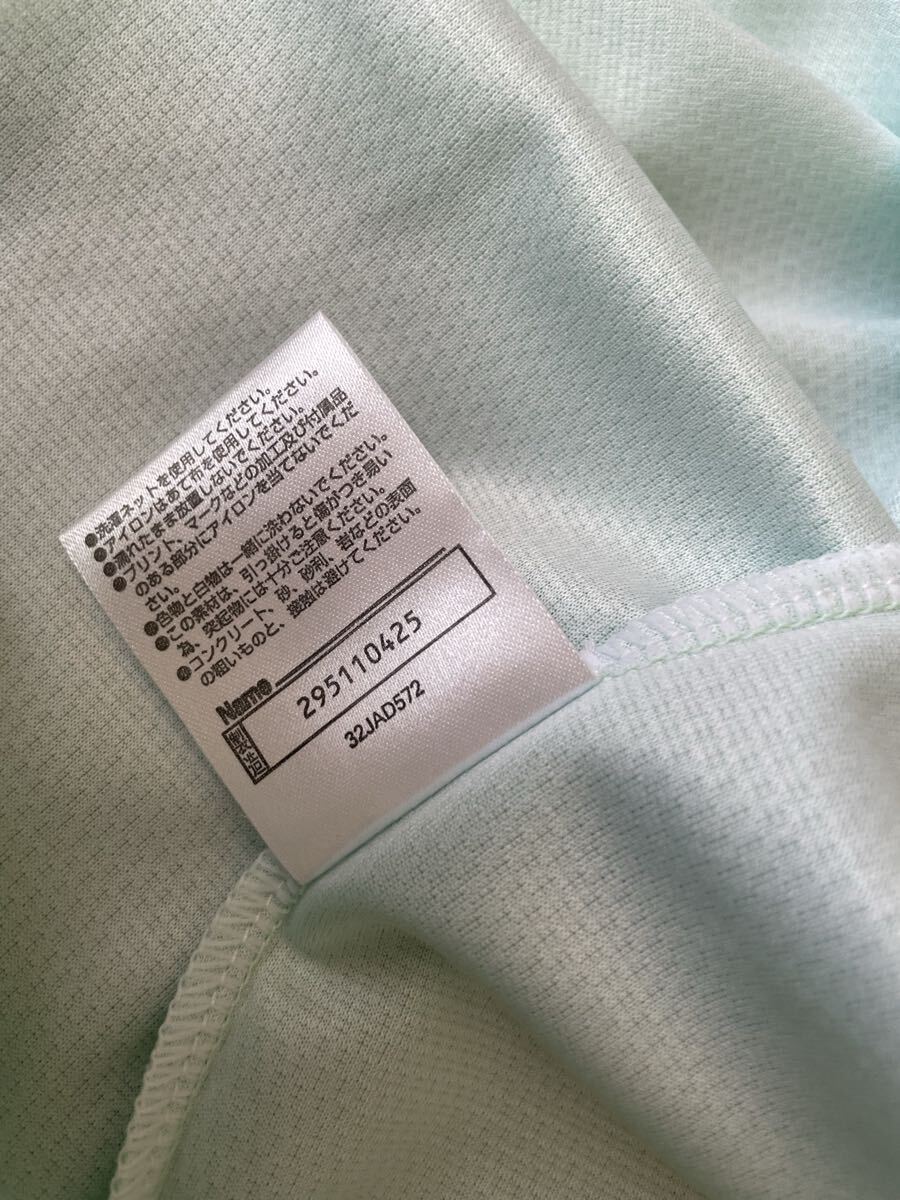 ●洗濯ネットを使用してください。
●アイロンはあて布を使用してください。
●濡れたまま放置しないでください。
●プリント、マークなどの加工及び付属品
のある部分にアイロンを当てないでくだ
さい。
●色物と白物は一緒に洗わないでください。
●この素材は、引っ掛けると傷がつき易い
為、突起物には十分ご注意ください。
●コンクリート、砂、砂利、岩などの表面
の粗いものと、接触は避けてください。
Name
製造 295110425
32JAD572